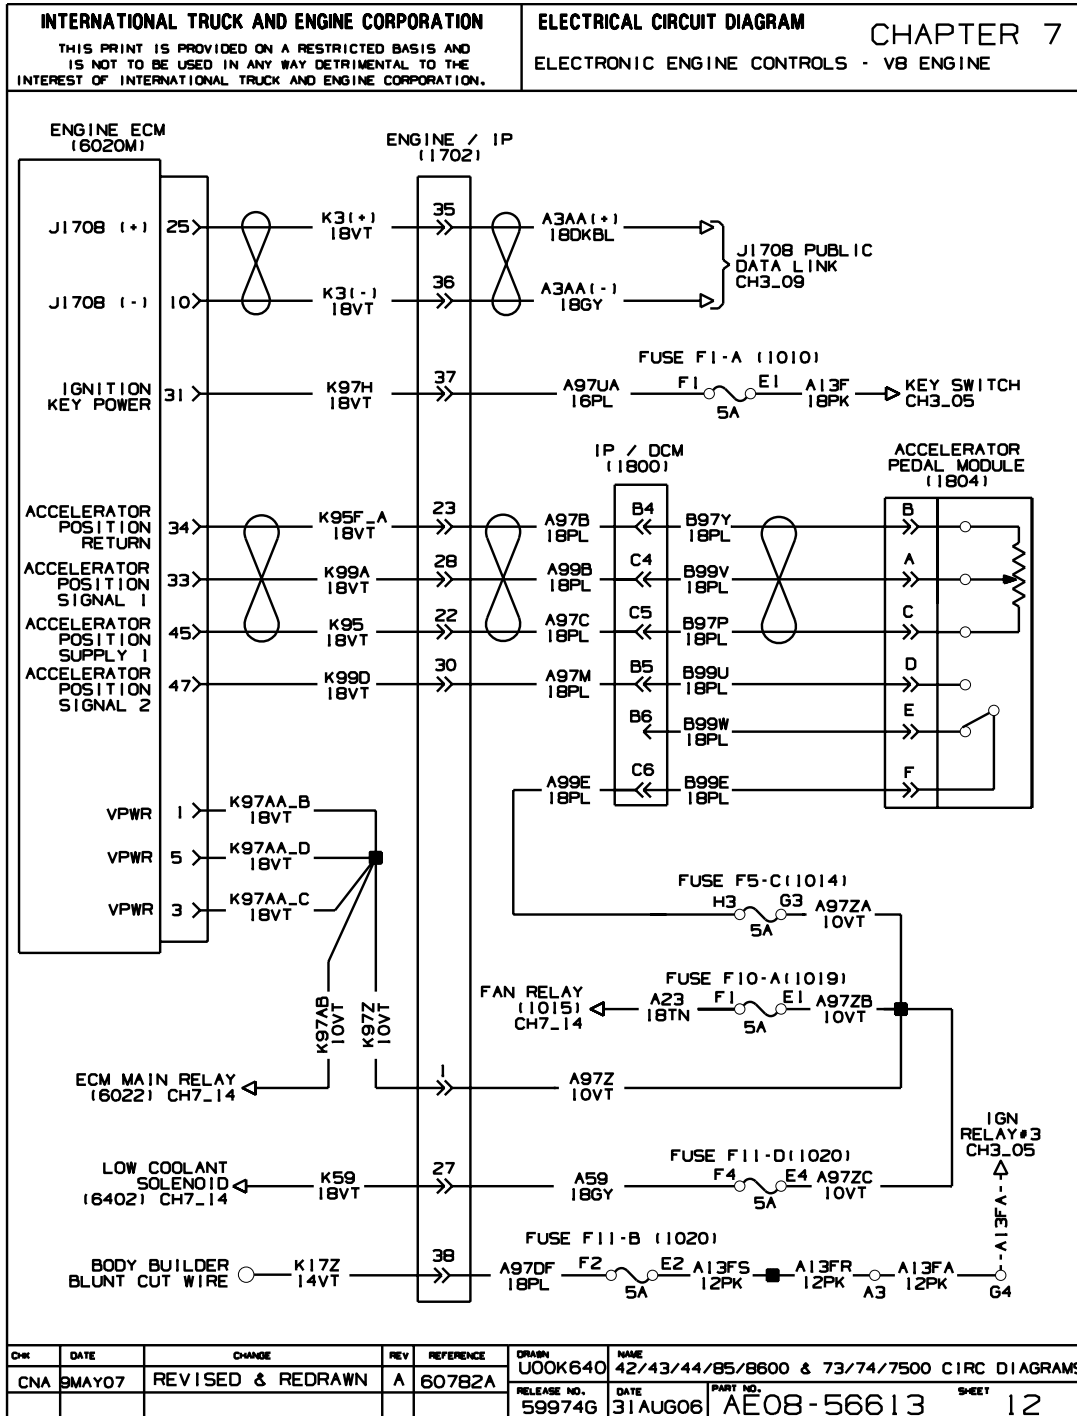 INTERNATIONAL TRUCK AND ENGINE CORPORATION
THIS PRINT IS PROVIDED ON A RESTRICTED BASIS AND
IS NOT TO BE USED IN ANY WAY DETRIMENTAL TO THE
INTEREST OF INTERNATIONAL TRUCK AND ENGINE CORPORATION.
ELECTRICAL CIRCUIT DIAGRAM
CHAPTER 7
ELECTRONIC ENGINE CONTROLS - V8 ENGINE
ENGINE ECM
(6020M)
ENGINE / IP
(1702)
J1708 (+)
25
K3(+)
18VT
35
A3AA(+)
18DKBL
J1708 (-)
10
K3(-)
18VT
36
A3AA(-)
18GY
J1708 PUBLIC
DATA LINK
CH3_09
FUSE F1-A (1010)
IGNITION
KEY POWER
31
K97H
18VT
37
A97UA
16PL
F1
E1
5A
A13F
18PK
KEY SWITCH
CH3_05
IP / DCM
(1800)
ACCELERATOR
PEDAL MODULE
(1804)
ACCELERATOR
POSITION
RETURN
34
K95F_A
18VT
23
A97B
18PL
B4
B97Y
18PL
B
ACCELERATOR
POSITION
SIGNAL 1
33
K99A
18VT
28
A99B
18PL
C4
B99V
18PL
A
ACCELERATOR
POSITION
SUPPLY 1
45
K95
18VT
22
A97C
18PL
C5
B97P
18PL
C
ACCELERATOR
POSITION
SIGNAL 2
47
K99D
18VT
30
A97M
18PL
B5
B99U
18PL
D
B6
B99W
18PL
E
A99E
18PL
C6
B99E
18PL
F
VPWR
1
K97AA_B
18VT
VPWR
5
K97AA_D
18VT
VPWR
3
K97AA_C
18VT
FUSE F5-C(1014)
H3
G3
5A
A97ZA
10VT
FUSE F10-A(1019)
FAN RELAY
(1015)
CH7_14
A23
18TN
F1
E1
5A
A97ZB
10VT
K97AB
10VT
K97Z
10VT
ECM MAIN RELAY
(6022) CH7_14
1
A97Z
10VT
IGN
RELAY#3
CH3_05
A13FA
LOW COOLANT
SOLENOID
(6402) CH7_14
K59
18VT
27
A59
18GY
FUSE F11-D(1020)
F4
E4
5A
A97ZC
10VT
FUSE F11-B (1020)
BODY BUILDER
BLUNT CUT WIRE
K17Z
14VT
38
A97DF
18PL
F2
E2
5A
A13FS
12PK
A13FR
12PK
A3
A13FA
12PK
G4
CHK DATE CHANGE REV REFERENCE
CNA 9MAY07 REVISED & REDRAWN A 60782A
DRAWN
U00K640
NAME
42/43/44/85/8600 & 73/74/7500 CIRC DIAGRAMS
RELEASE NO.
59974G
DATE
31AUG06
PART NO.
AE08-56613
SHEET
12